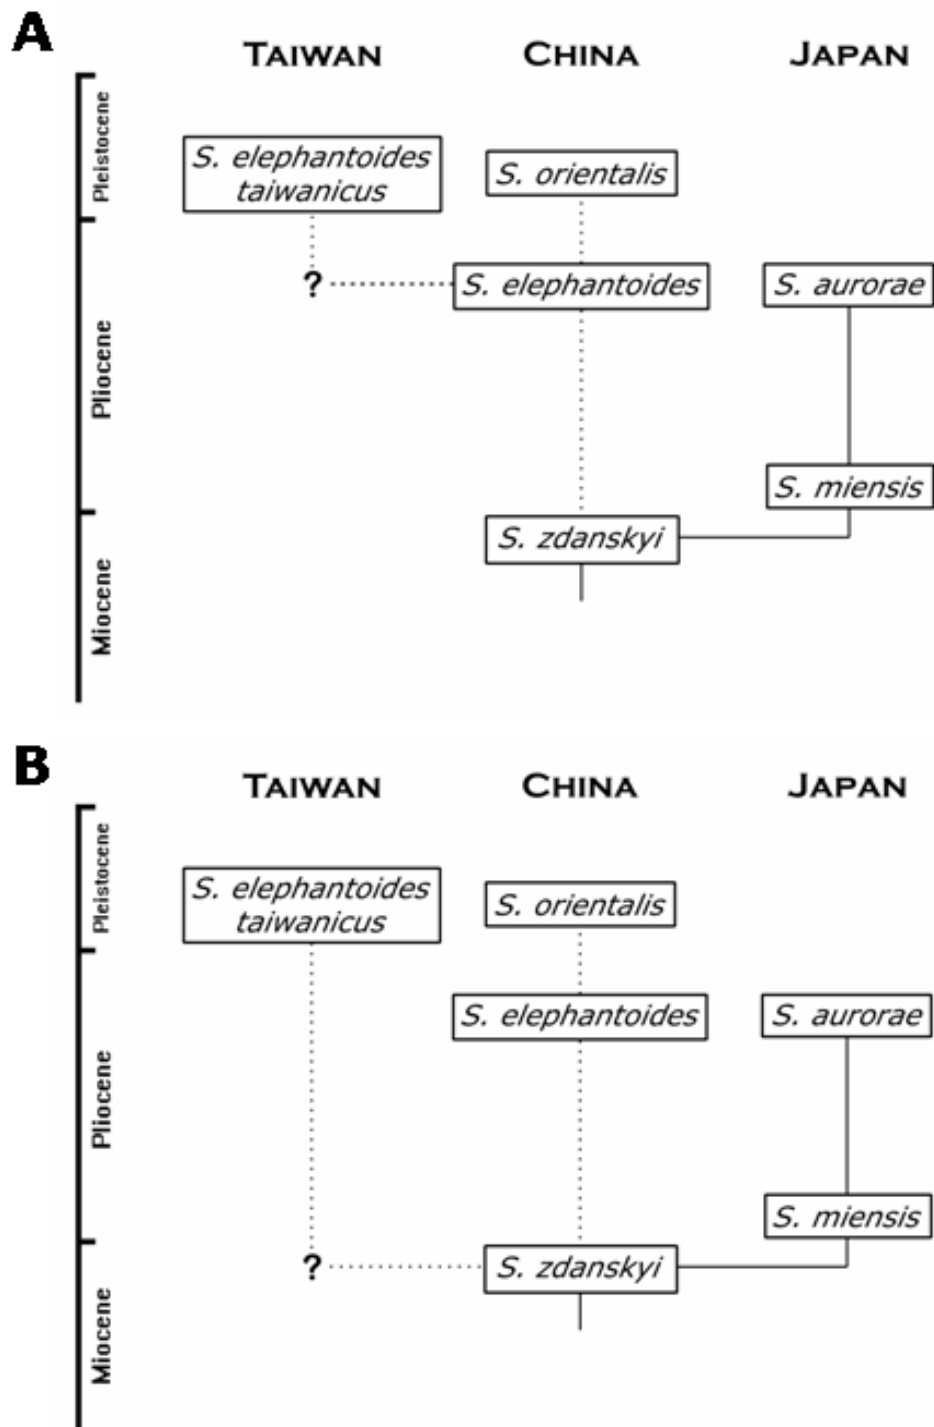 A
TAIWAN CHINA JAPAN
Pleistocene
S. elephantoides
taiwanicus
S. orientalis
?
S. elephantoides
S. aurorae
Pliocene
S. miensis
S. zdanskyi
Miocene
B
TAIWAN CHINA JAPAN
Pleistocene
S. elephantoides
taiwanicus
S. orientalis
S. elephantoides
S. aurorae
Pliocene
S. miensis
?
S. zdanskyi
Miocene